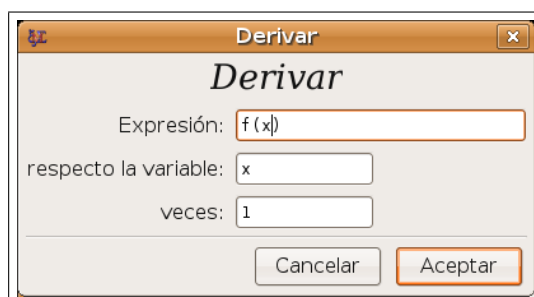 Derivar
Derivar
Expresión: f(x)
respecto la variable: x
veces: 1
Cancelar Aceptar